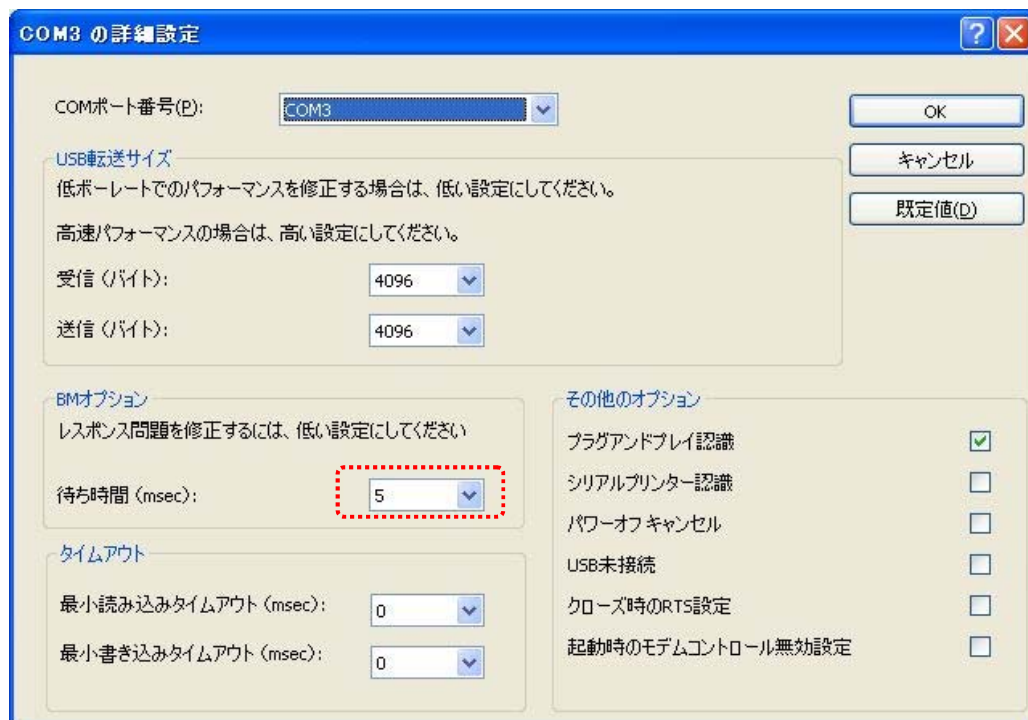 COM3 の詳細設定
COMポート番号(P):
COM3
OK
キャンセル
既定値(D)
USB転送サイズ
低ボーレートでのパフォーマンスを修正する場合は、低い設定にしてください。
高速パフォーマンスの場合は、高い設定にしてください。
受信 (バイト):
4096
送信 (バイト):
4096
BMオプション
レスポンス問題を修正するには、低い設定にしてください
待ち時間 (msec):
5
タイムアウト
最小読み込みタイムアウト (msec):
0
最小書き込みタイムアウト (msec):
0
その他のオプション
プラグアンドプレイ認識
シリアルプリンター認識
パワーオフ キャンセル
USB未接続
クローズ時のRTS設定
起動時のモデムコントロール無効設定